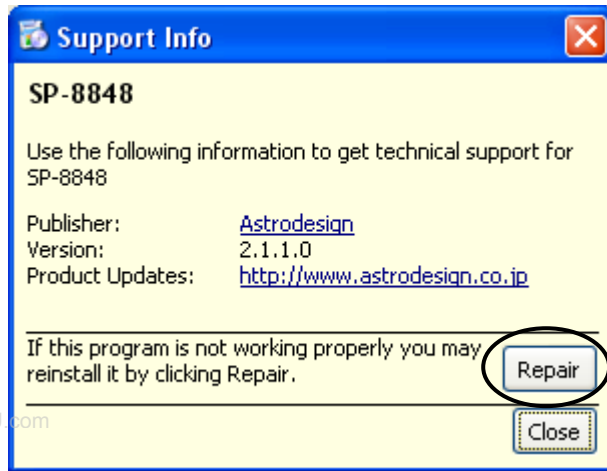 Support Info
SP-8848
Use the following information to get technical support for
SP-8848
Publisher: Astrodesign
Version: 2.1.1.0
Product Updates: http://www.astrodesign.co.jp
If this program is not working properly you may
reinstall it by clicking Repair.
Repair
.com
Close